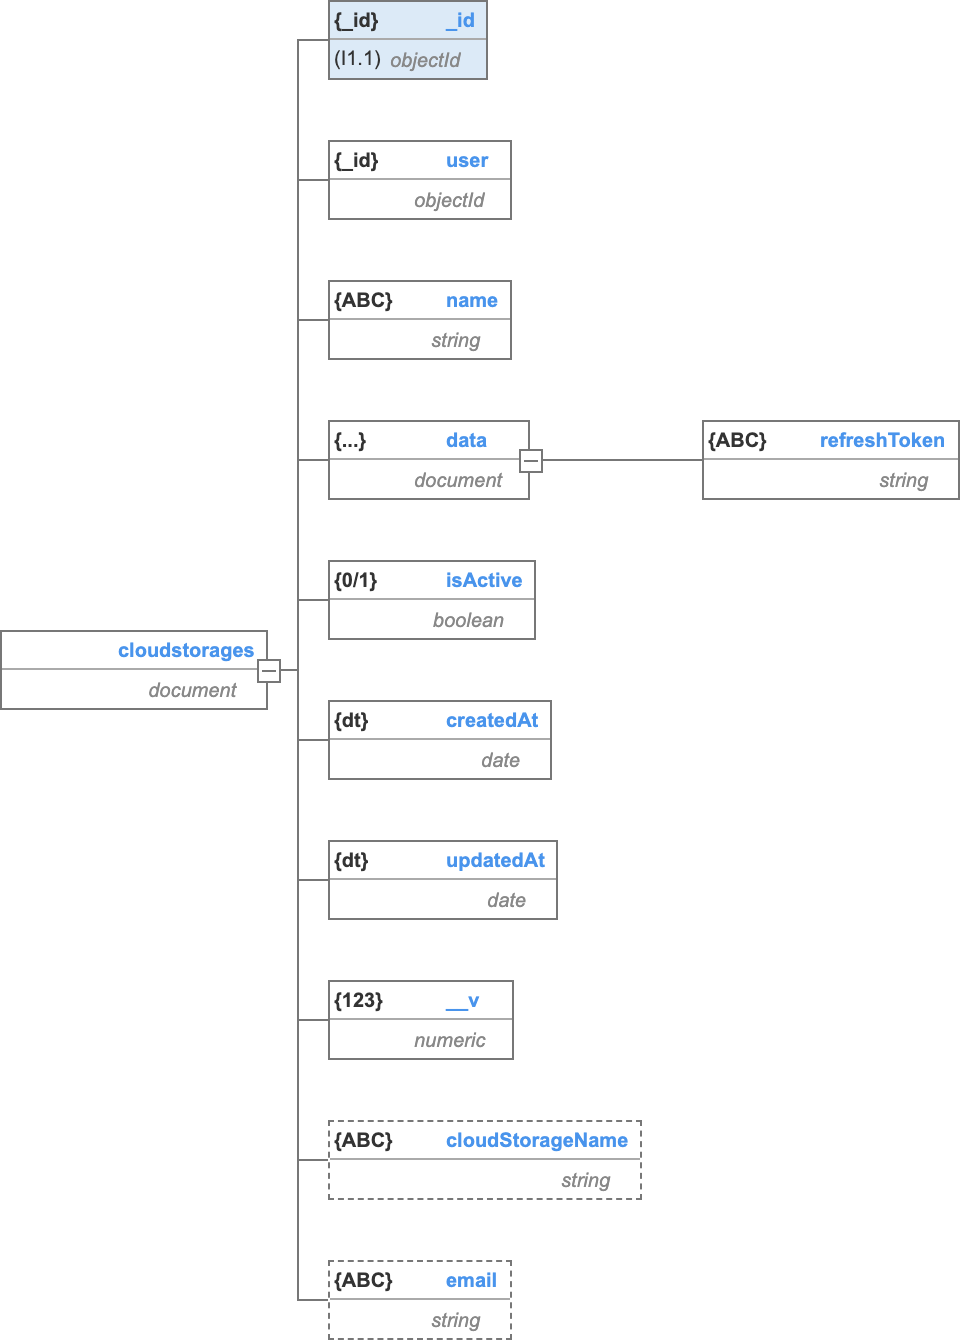 {_id} _id
(I1.1) objectId
{_id} user
objectId
{ABC} name
string
{...} data
document
{ABC} refreshToken
string
{0/1} isActive
boolean
cloudstorages
document
{dt} createdAt
date
{dt} updatedAt
date
{123} __v
numeric
{ABC} cloudStorageName
string
{ABC} email
string